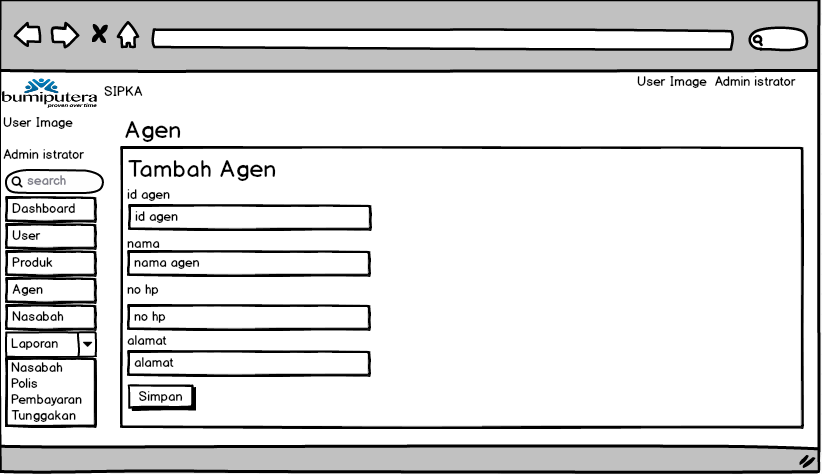 User Image Admin istrator
bumiputera SIPKA
proven over time
User Image
Agen
Admin istrator
search
Dashboard
User
Produk
Agen
Nasabah
Laporan
Nasabah
Polis
Pembayaran
Tunggakan
Tambah Agen
id agen
id agen
nama
nama agen
no hp
no hp
alamat
alamat
Simpan